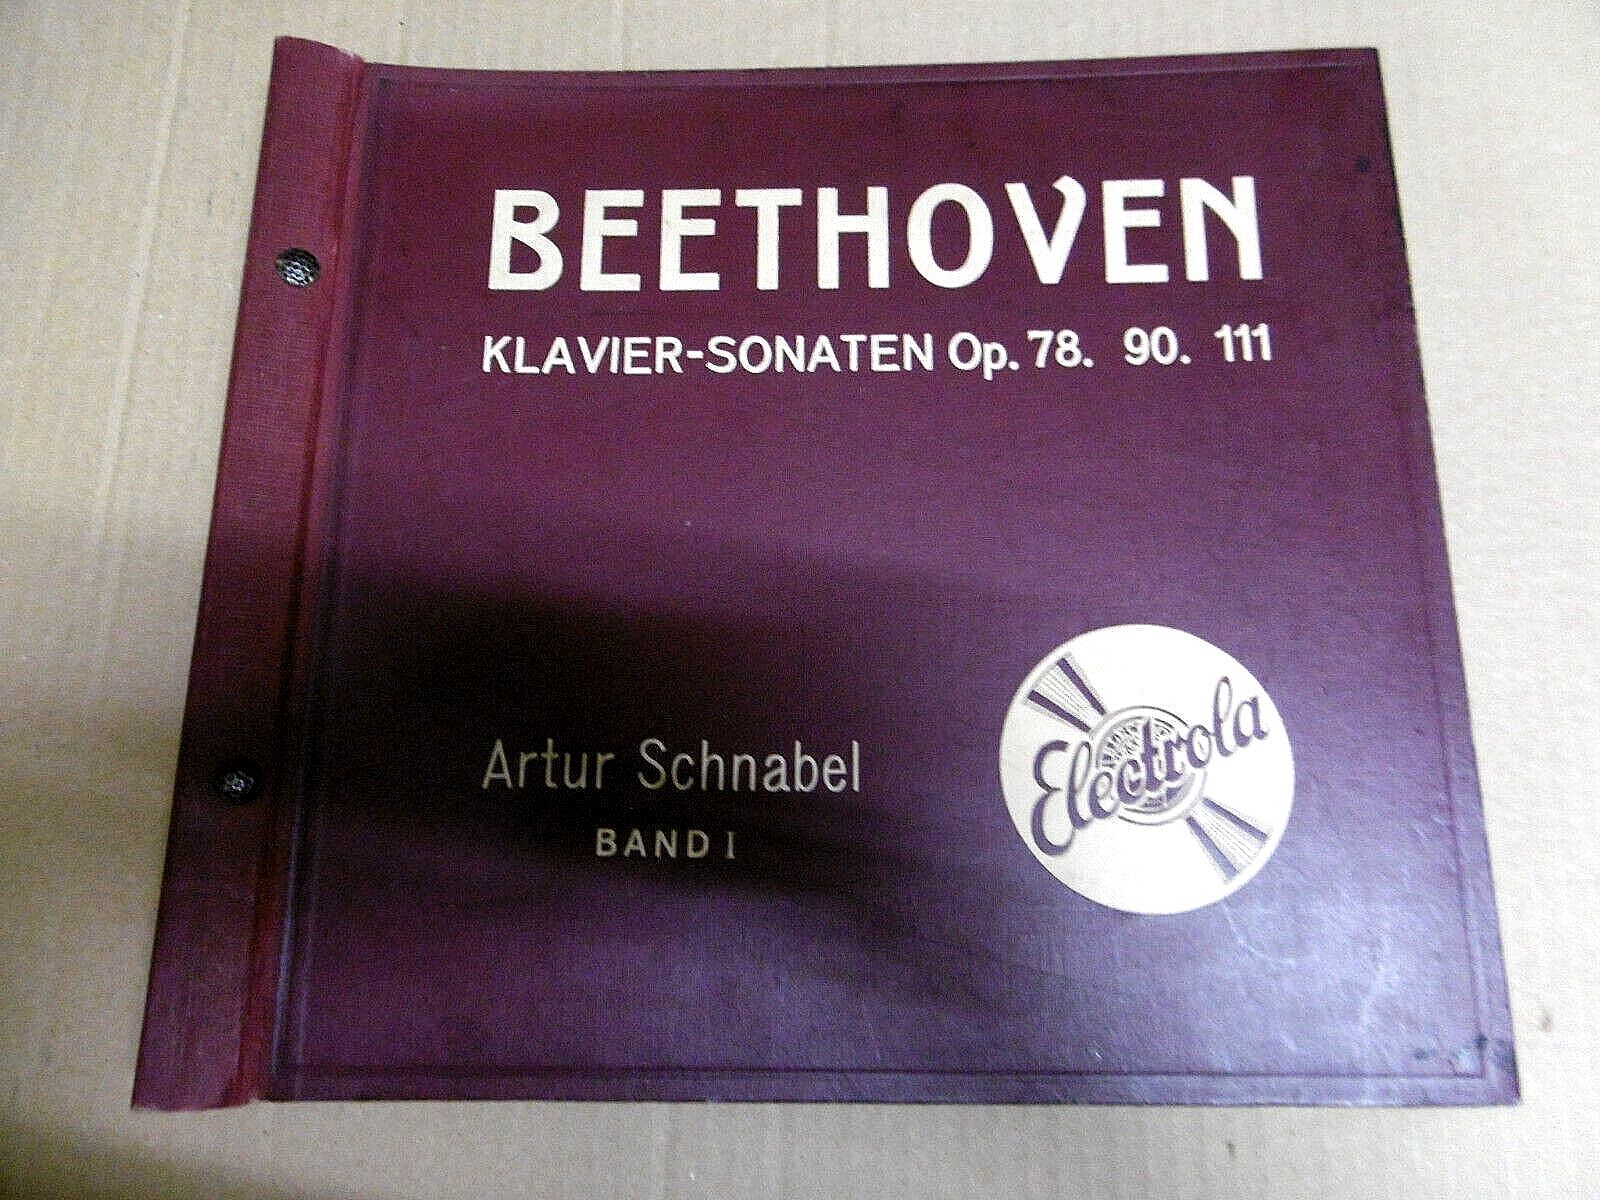 BEETHOVEN
KLAVIER-SONATEN Op. 78. 90. 111
Artur Schnabel
BAND I
Electrola